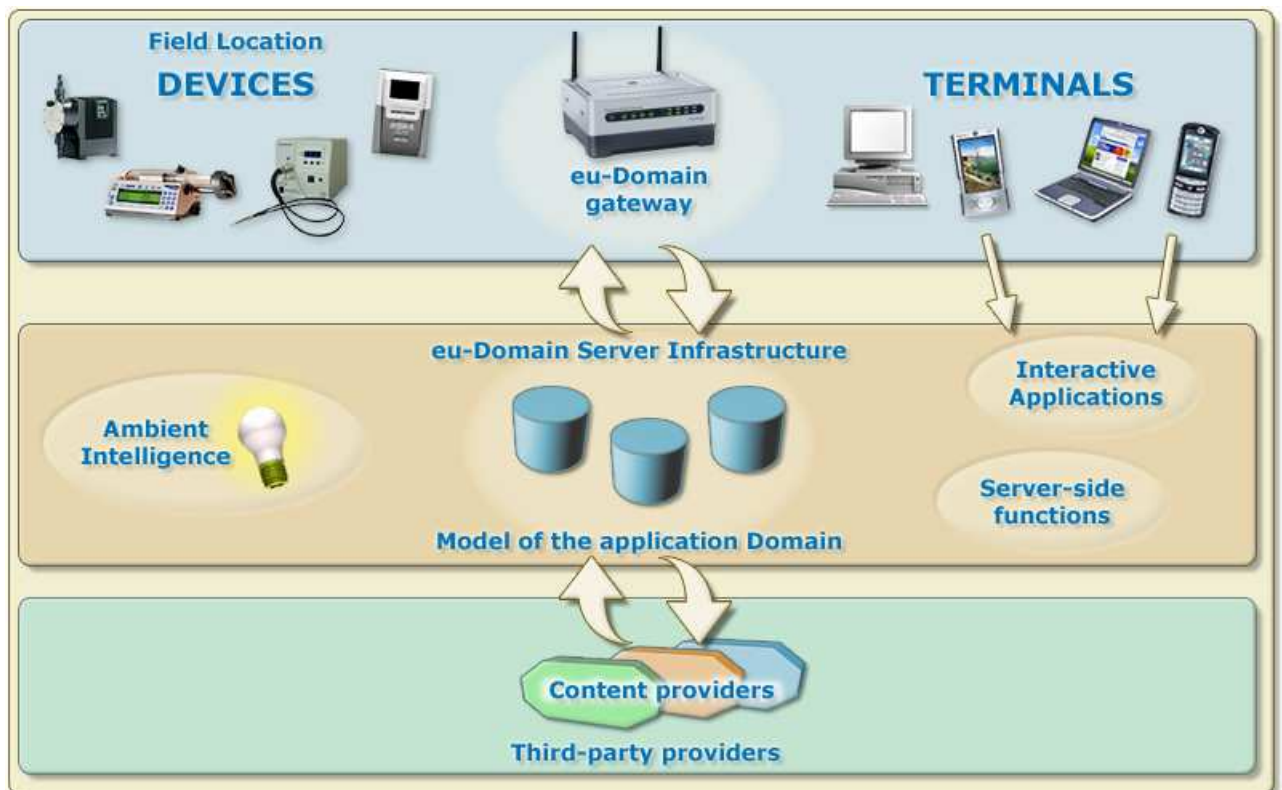 Field Location
DEVICES
eu-Domain
gateway
TERMINALS
eu-Domain Server Infrastructure
Ambient
Intelligence
Interactive
Applications
Server-side
functions
Model of the application Domain
Content providers
Third-party providers